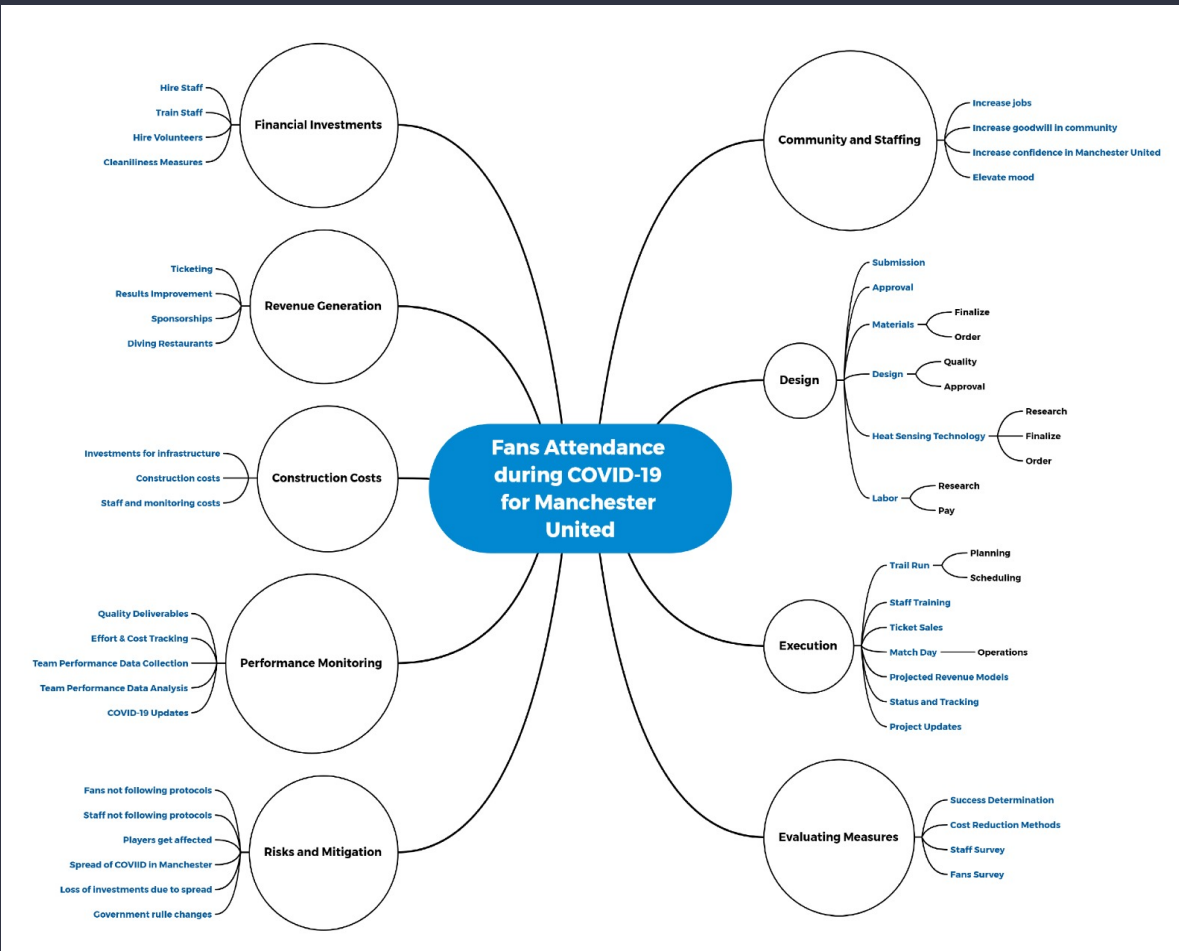 Fans Attendance
during COVID-19
for Manchester
United
Financial Investments
Hire Staff
Train Staff
Hire Volunteers
Cleaniliness Measures
Revenue Generation
Ticketing
Results Improvement
Sponsorships
Diving Restaurants
Construction Costs
Investments for infrastructure
Construction costs
Staff and monitoring costs
Performance Monitoring
Quality Deliverables
Effort & Cost Tracking
Team Performance Data Collection
Team Performance Data Analysis
COVID-19 Updates
Risks and Mitigation
Fans not following protocols
Staff not following protocols
Players get affected
Spread of COVIID in Manchester
Loss of investments due to spread
Government rulle changes
Community and Staffing
Increase jobs
Increase goodwill in community
Increase confidence in Manchester United
Elevate mood
Design
Submission
Approval
Materials
Finalize
Order
Design
Quality
Approval
Heat Sensing Technology
Research
Finalize
Order
Labor
Research
Pay
Execution
Trail Run
Planning
Scheduling
Staff Training
Ticket Sales
Match Day
Operations
Projected Revenue Models
Status and Tracking
Project Updates
Evaluating Measures
Success Determination
Cost Reduction Methods
Staff Survey
Fans Survey